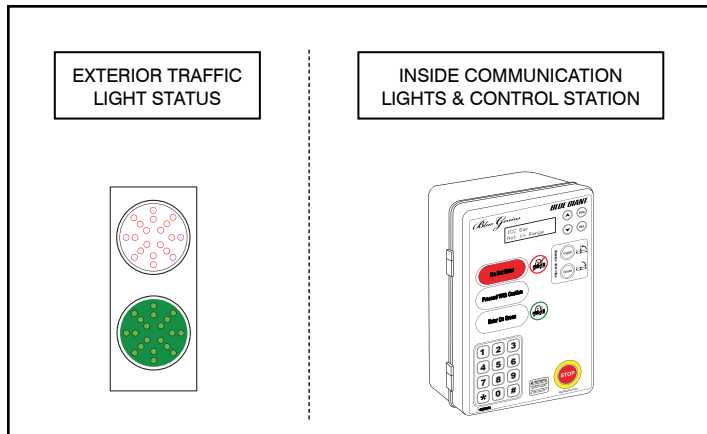 EXTERIOR TRAFFIC
LIGHT STATUS
INSIDE COMMUNICATION
LIGHTS & CONTROL STATION
Blue Genius
BLUE GIANT
ICC Bar
Not in Range
Do Not Enter
Proceed With Caution
Enter On Green
1 2 3
4 5 6
7 8 9
* 0 #
STOP